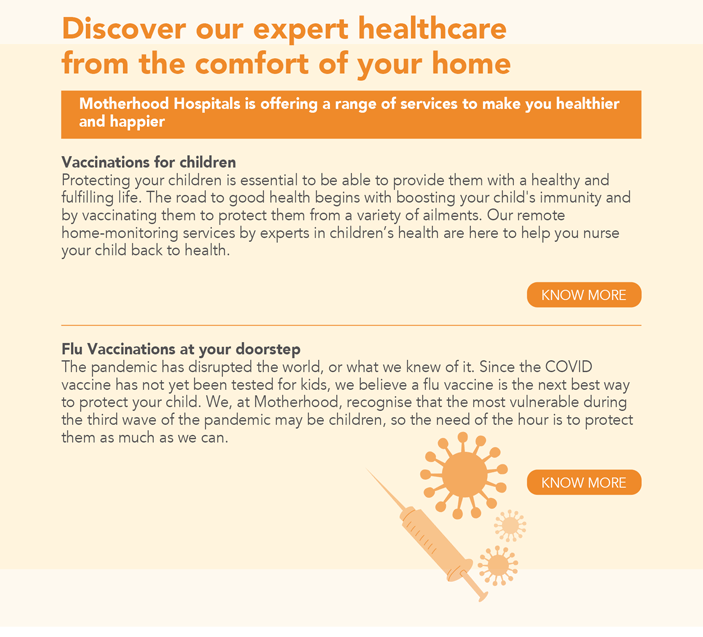 Discover our expert healthcare
from the comfort of your home
Motherhood Hospitals is offering a range of services to make you healthier
and happier
Vaccinations for children
Protecting your children is essential to be able to provide them with a healthy and
fulfilling life. The road to good health begins with boosting your child's immunity and
by vaccinating them to protect them from a variety of ailments. Our remote
home-monitoring services by experts in children’s health are here to help you nurse
your child back to health.
KNOW MORE
Flu Vaccinations at your doorstep
The pandemic has disrupted the world, or what we knew of it. Since the COVID
vaccine has not yet been tested for kids, we believe a flu vaccine is the next best way
to protect your child. We, at Motherhood, recognise that the most vulnerable during
the third wave of the pandemic may be children, so the need of the hour is to protect
them as much as we can.
KNOW MORE